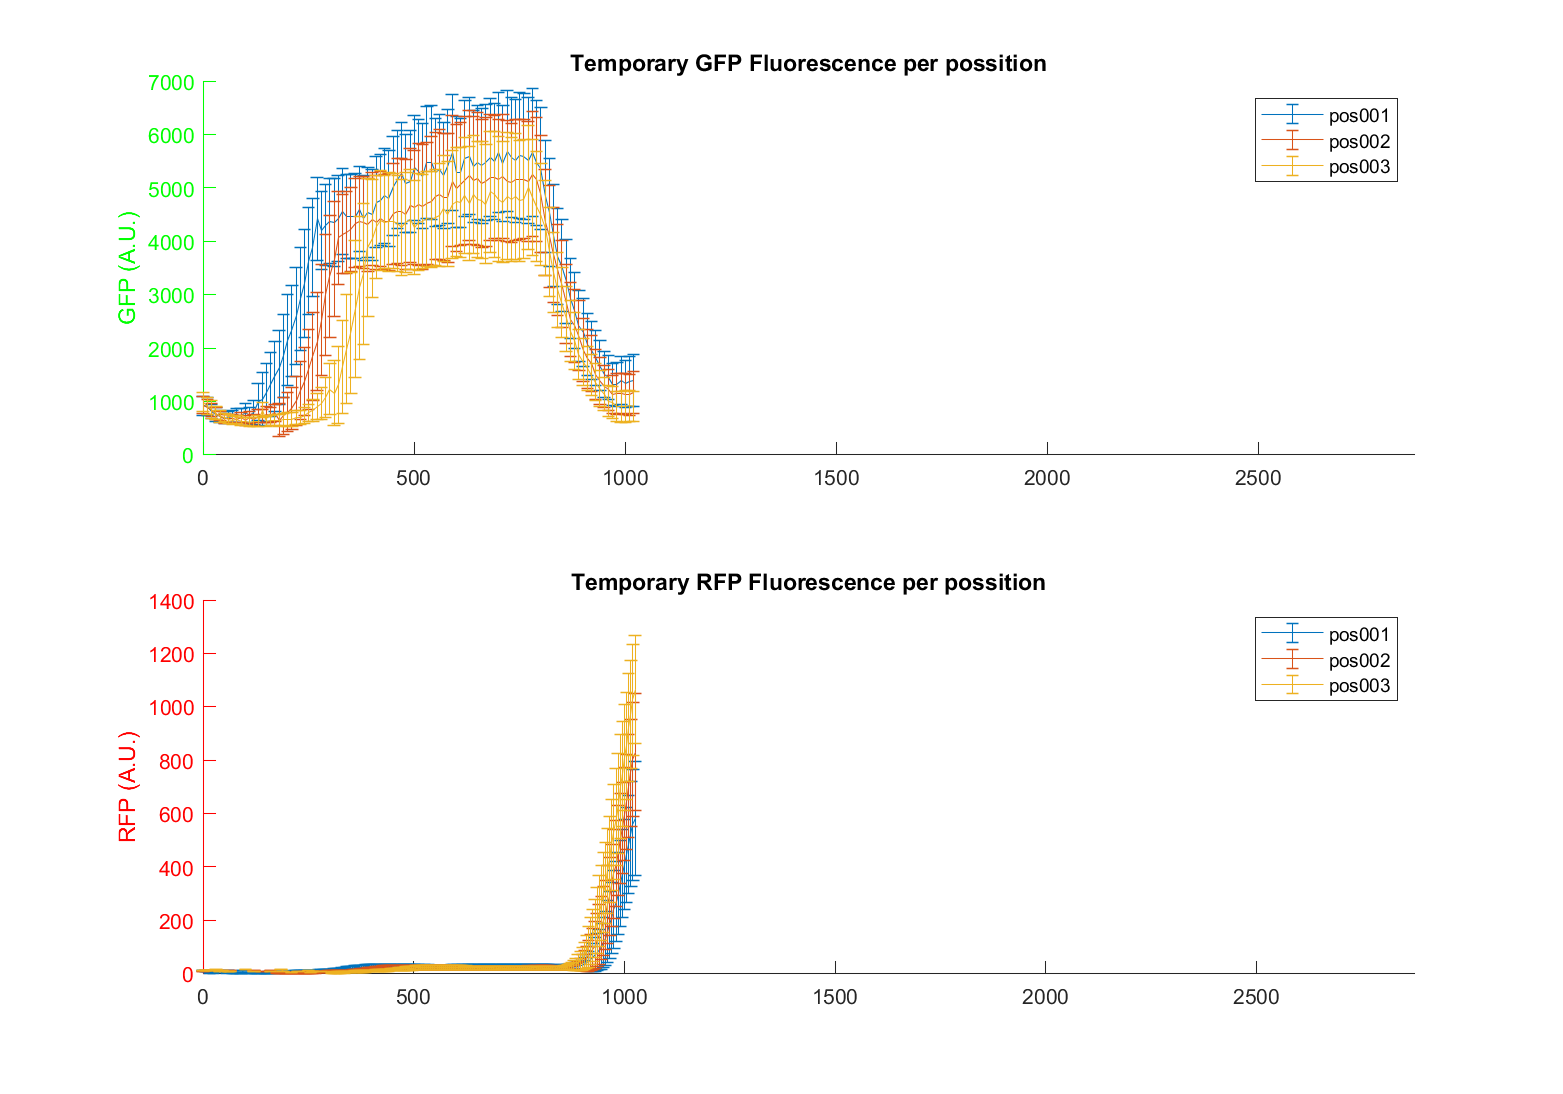 Temporary GFP Fluorescence per possition
7000
6000
5000
4000
3000
2000
1000
0
GFP (A.U.)
0 500 1000 1500 2000 2500
pos001
pos002
pos003
Temporary RFP Fluorescence per possition
1400
1200
1000
800
600
400
200
0
RFP (A.U.)
0 500 1000 1500 2000 2500
pos001
pos002
pos003